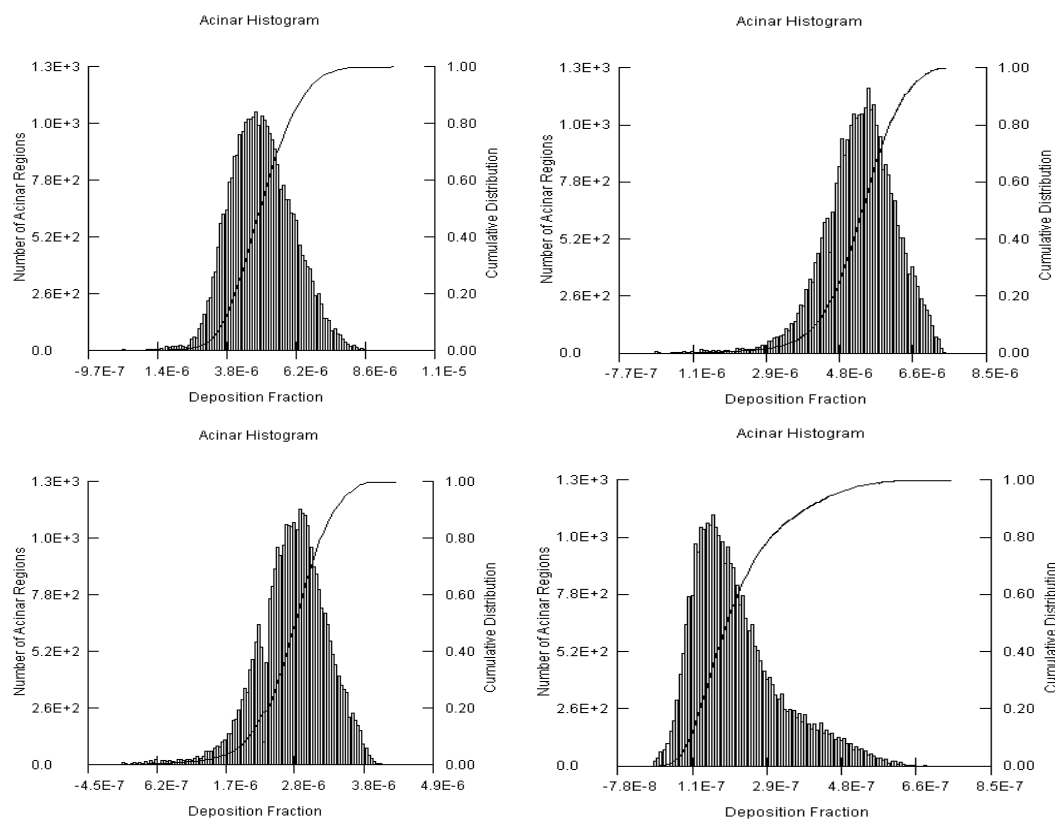 Acinar Histogram
Number of Acinar Regions
1.3E+3
1.0E+3
7.8E+2
5.2E+2
2.6E+2
0.0
1.00
0.80
0.60
0.40
0.20
0.00
Cumulative Distribution
-9.7E-7 1.4E-6 3.8E-6 6.2E-6 8.6E-6 1.1E-5
Deposition Fraction
Acinar Histogram
Number of Acinar Regions
1.3E+3
1.0E+3
7.8E+2
5.2E+2
2.6E+2
0.0
1.00
0.80
0.60
0.40
0.20
0.00
Cumulative Distribution
-7.7E-7 1.1E-6 2.9E-6 4.8E-6 6.6E-6 8.5E-6
Deposition Fraction
Acinar Histogram
Number of Acinar Regions
1.3E+3
1.0E+3
7.8E+2
5.2E+2
2.6E+2
0.0
1.00
0.80
0.60
0.40
0.20
0.00
Cumulative Distribution
-4.5E-7 6.2E-7 1.7E-6 2.8E-6 3.8E-6 4.9E-6
Deposition Fraction
Acinar Histogram
Number of Acinar Regions
1.3E+3
1.0E+3
7.8E+2
5.2E+2
2.6E+2
0.0
1.00
0.80
0.60
0.40
0.20
0.00
Cumulative Distribution
-7.8E-8 1.1E-7 2.9E-7 4.8E-7 6.6E-7 8.5E-7
Deposition Fraction